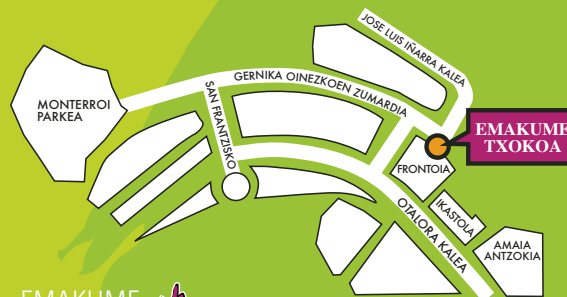 JOSE LUIS IÑARRA KALEA
GERNIKA OINEZKOEN ZUMARDIA
SAN FRANTZISKO
MONTERROI
PARKEA
EMAKUME
TXOKOA
FRONTOIA
IKASTOLA
OTALORA KALEA
AMAIA
ANTZOKIA
EMAKUME